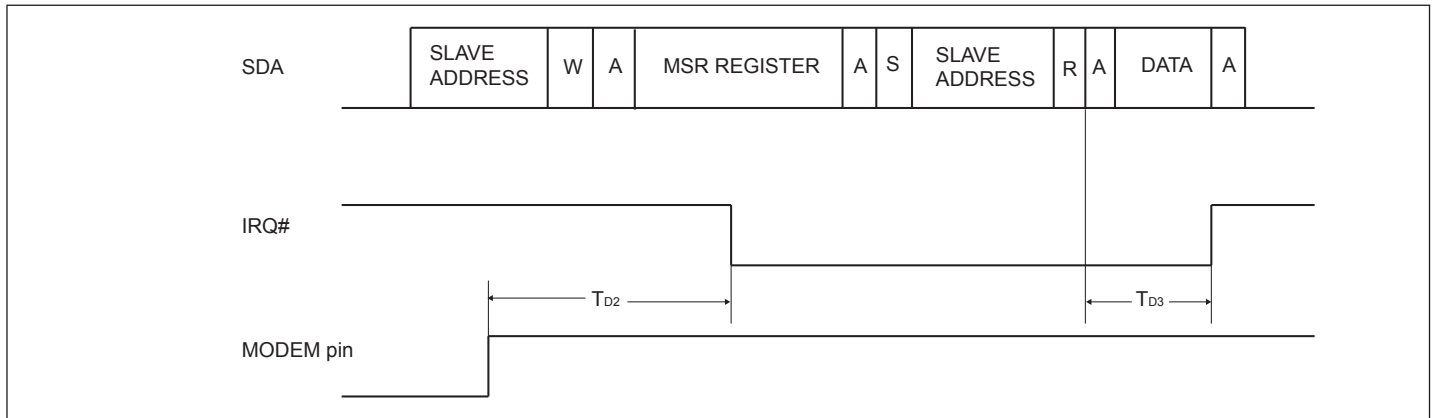 SDA
SLAVE ADDRESS W A MSR REGISTER A S SLAVE ADDRESS R A DATA A
IRQ#
TD2
TD3
MODEM pin